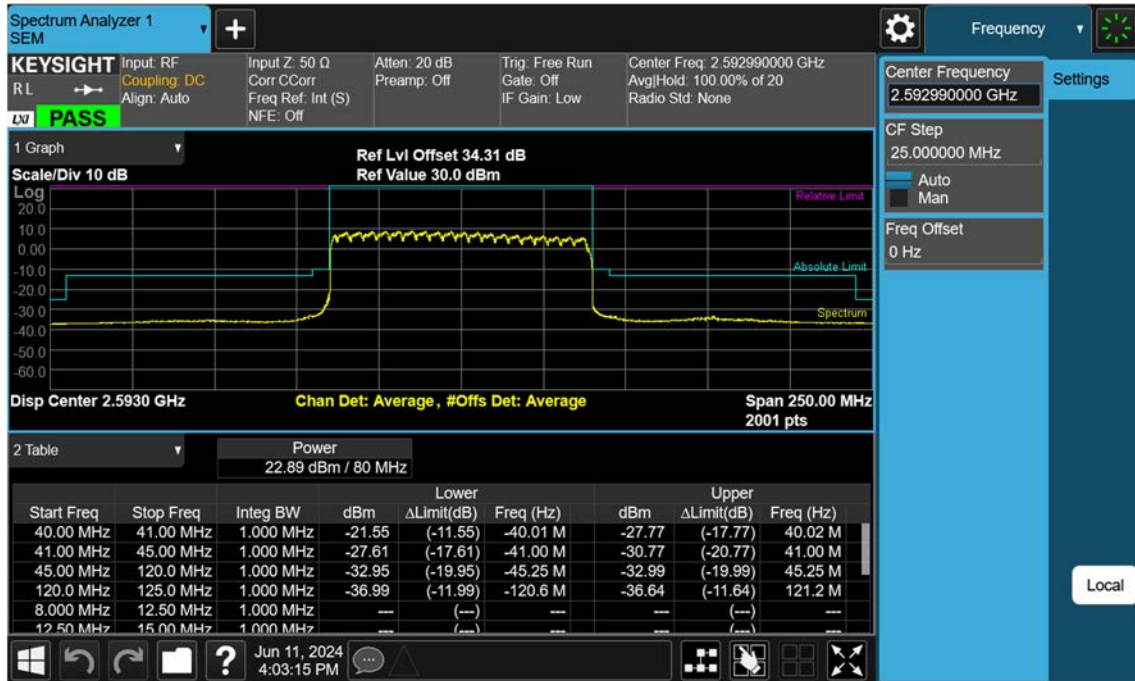 Spectrum Analyzer 1
SEM
Frequency
KEYSIGHT
RL
LXI PASS
Input: RF
Coupling: DC
Align: Auto
Input Z: 50 Ω
Corr CCorr
Freq Ref: Int (S)
NFE: Off
Atten: 20 dB
Preamp: Off
Trig: Free Run
Gate: Off
IF Gain: Low
Center Freq: 2.592990000 GHz
Avg|Hold: 100.00% of 20
Radio Std: None
Center Frequency
2.592990000 GHz
Settings
CF Step
25.000000 MHz
Auto
Man
Freq Offset
0 Hz
Local
1 Graph
Scale/Div 10 dB
Ref Lvl Offset 34.31 dB
Ref Value 30.0 dBm
Log
20.0
10.0
0.00
-10.0
-20.0
-30.0
-40.0
-50.0
-60.0
Relative Limit
Absolute Limit
Spectrum
Disp Center 2.5930 GHz
Chan Det: Average, #Offs Det: Average
Span 250.00 MHz
2001 pts
2 Table
Power
22.89 dBm / 80 MHz
Lower Upper
Start Freq Stop Freq Integ BW dBm ΔLimit(dB) Freq (Hz) dBm ΔLimit(dB) Freq (Hz)
40.00 MHz 41.00 MHz 1.000 MHz -21.55 (-11.55) -40.01 M -27.77 (-17.77) 40.02 M
41.00 MHz 45.00 MHz 1.000 MHz -27.61 (-17.61) -41.00 M -30.77 (-20.77) 41.00 M
45.00 MHz 120.0 MHz 1.000 MHz -32.95 (-19.95) -45.25 M -32.99 (-19.99) 45.25 M
120.0 MHz 125.0 MHz 1.000 MHz -36.99 (-11.99) -120.6 M -36.64 (-11.64) 121.2 M
8.000 MHz 12.50 MHz 1.000 MHz --- (---) --- --- (---) ---
12.50 MHz 15.00 MHz 1.000 MHz --- (---) --- --- (---) ---
?
Jun 11, 2024
4:03:15 PM